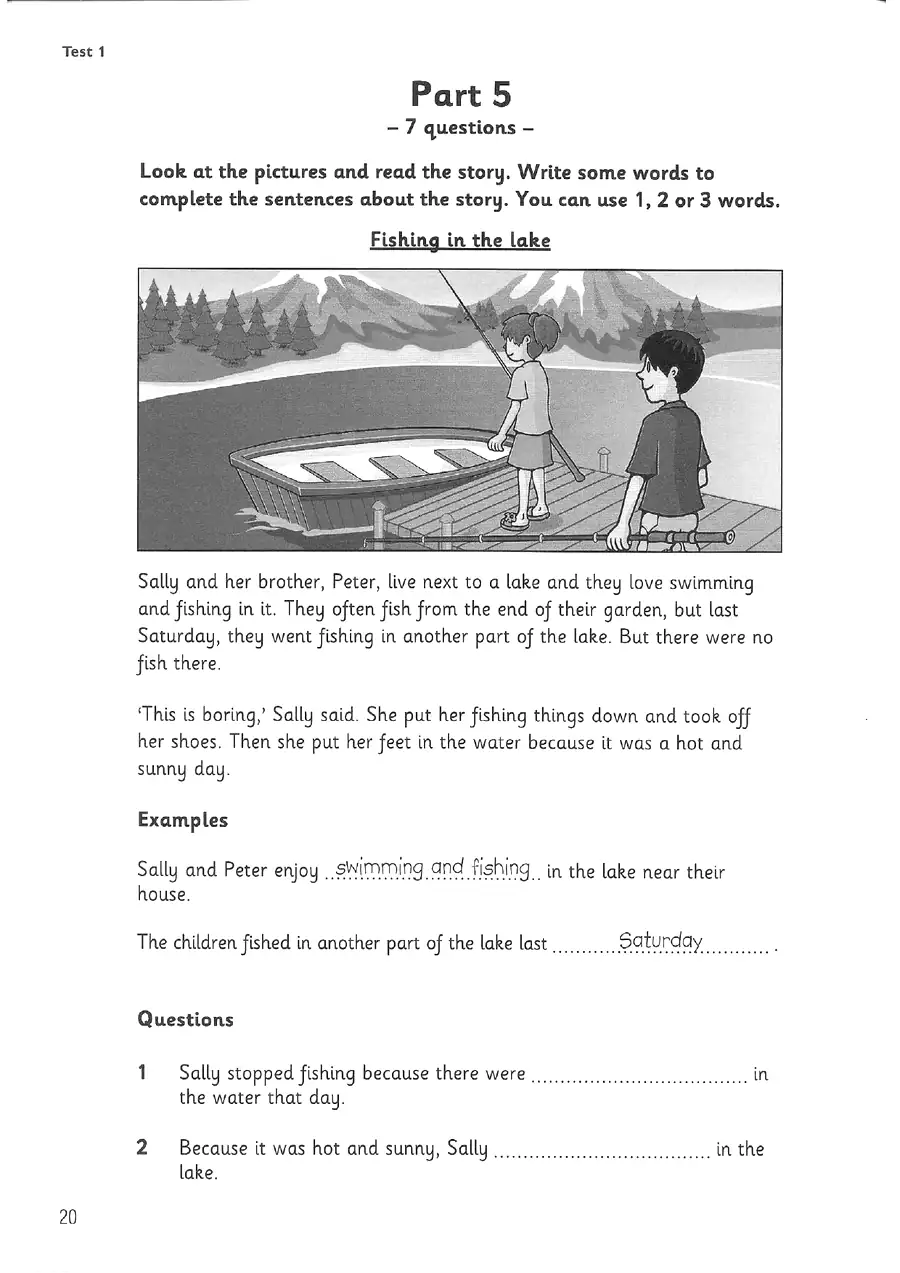 Test 1
Part 5
– 7 questions –
Look at the pictures and read the story. Write some words to
complete the sentences about the story. You can use 1, 2 or 3 words.
Fishing in the lake
Sally and her brother, Peter, live next to a lake and they love swimming
and fishing in it. They often fish from the end of their garden, but last
Saturday, they went fishing in another part of the lake. But there were no
fish there.
‘This is boring,’ Sally said. She put her fishing things down and took off
her shoes. Then she put her feet in the water because it was a hot and
sunny day.
Examples
Sally and Peter enjoy ..swimming and fishing.. in the lake near their
house.
The children fished in another part of the lake last ...........Saturday............ .
Questions
1 Sally stopped fishing because there were ..................................... in
the water that day.
2 Because it was hot and sunny, Sally ..................................... in the
lake.
20